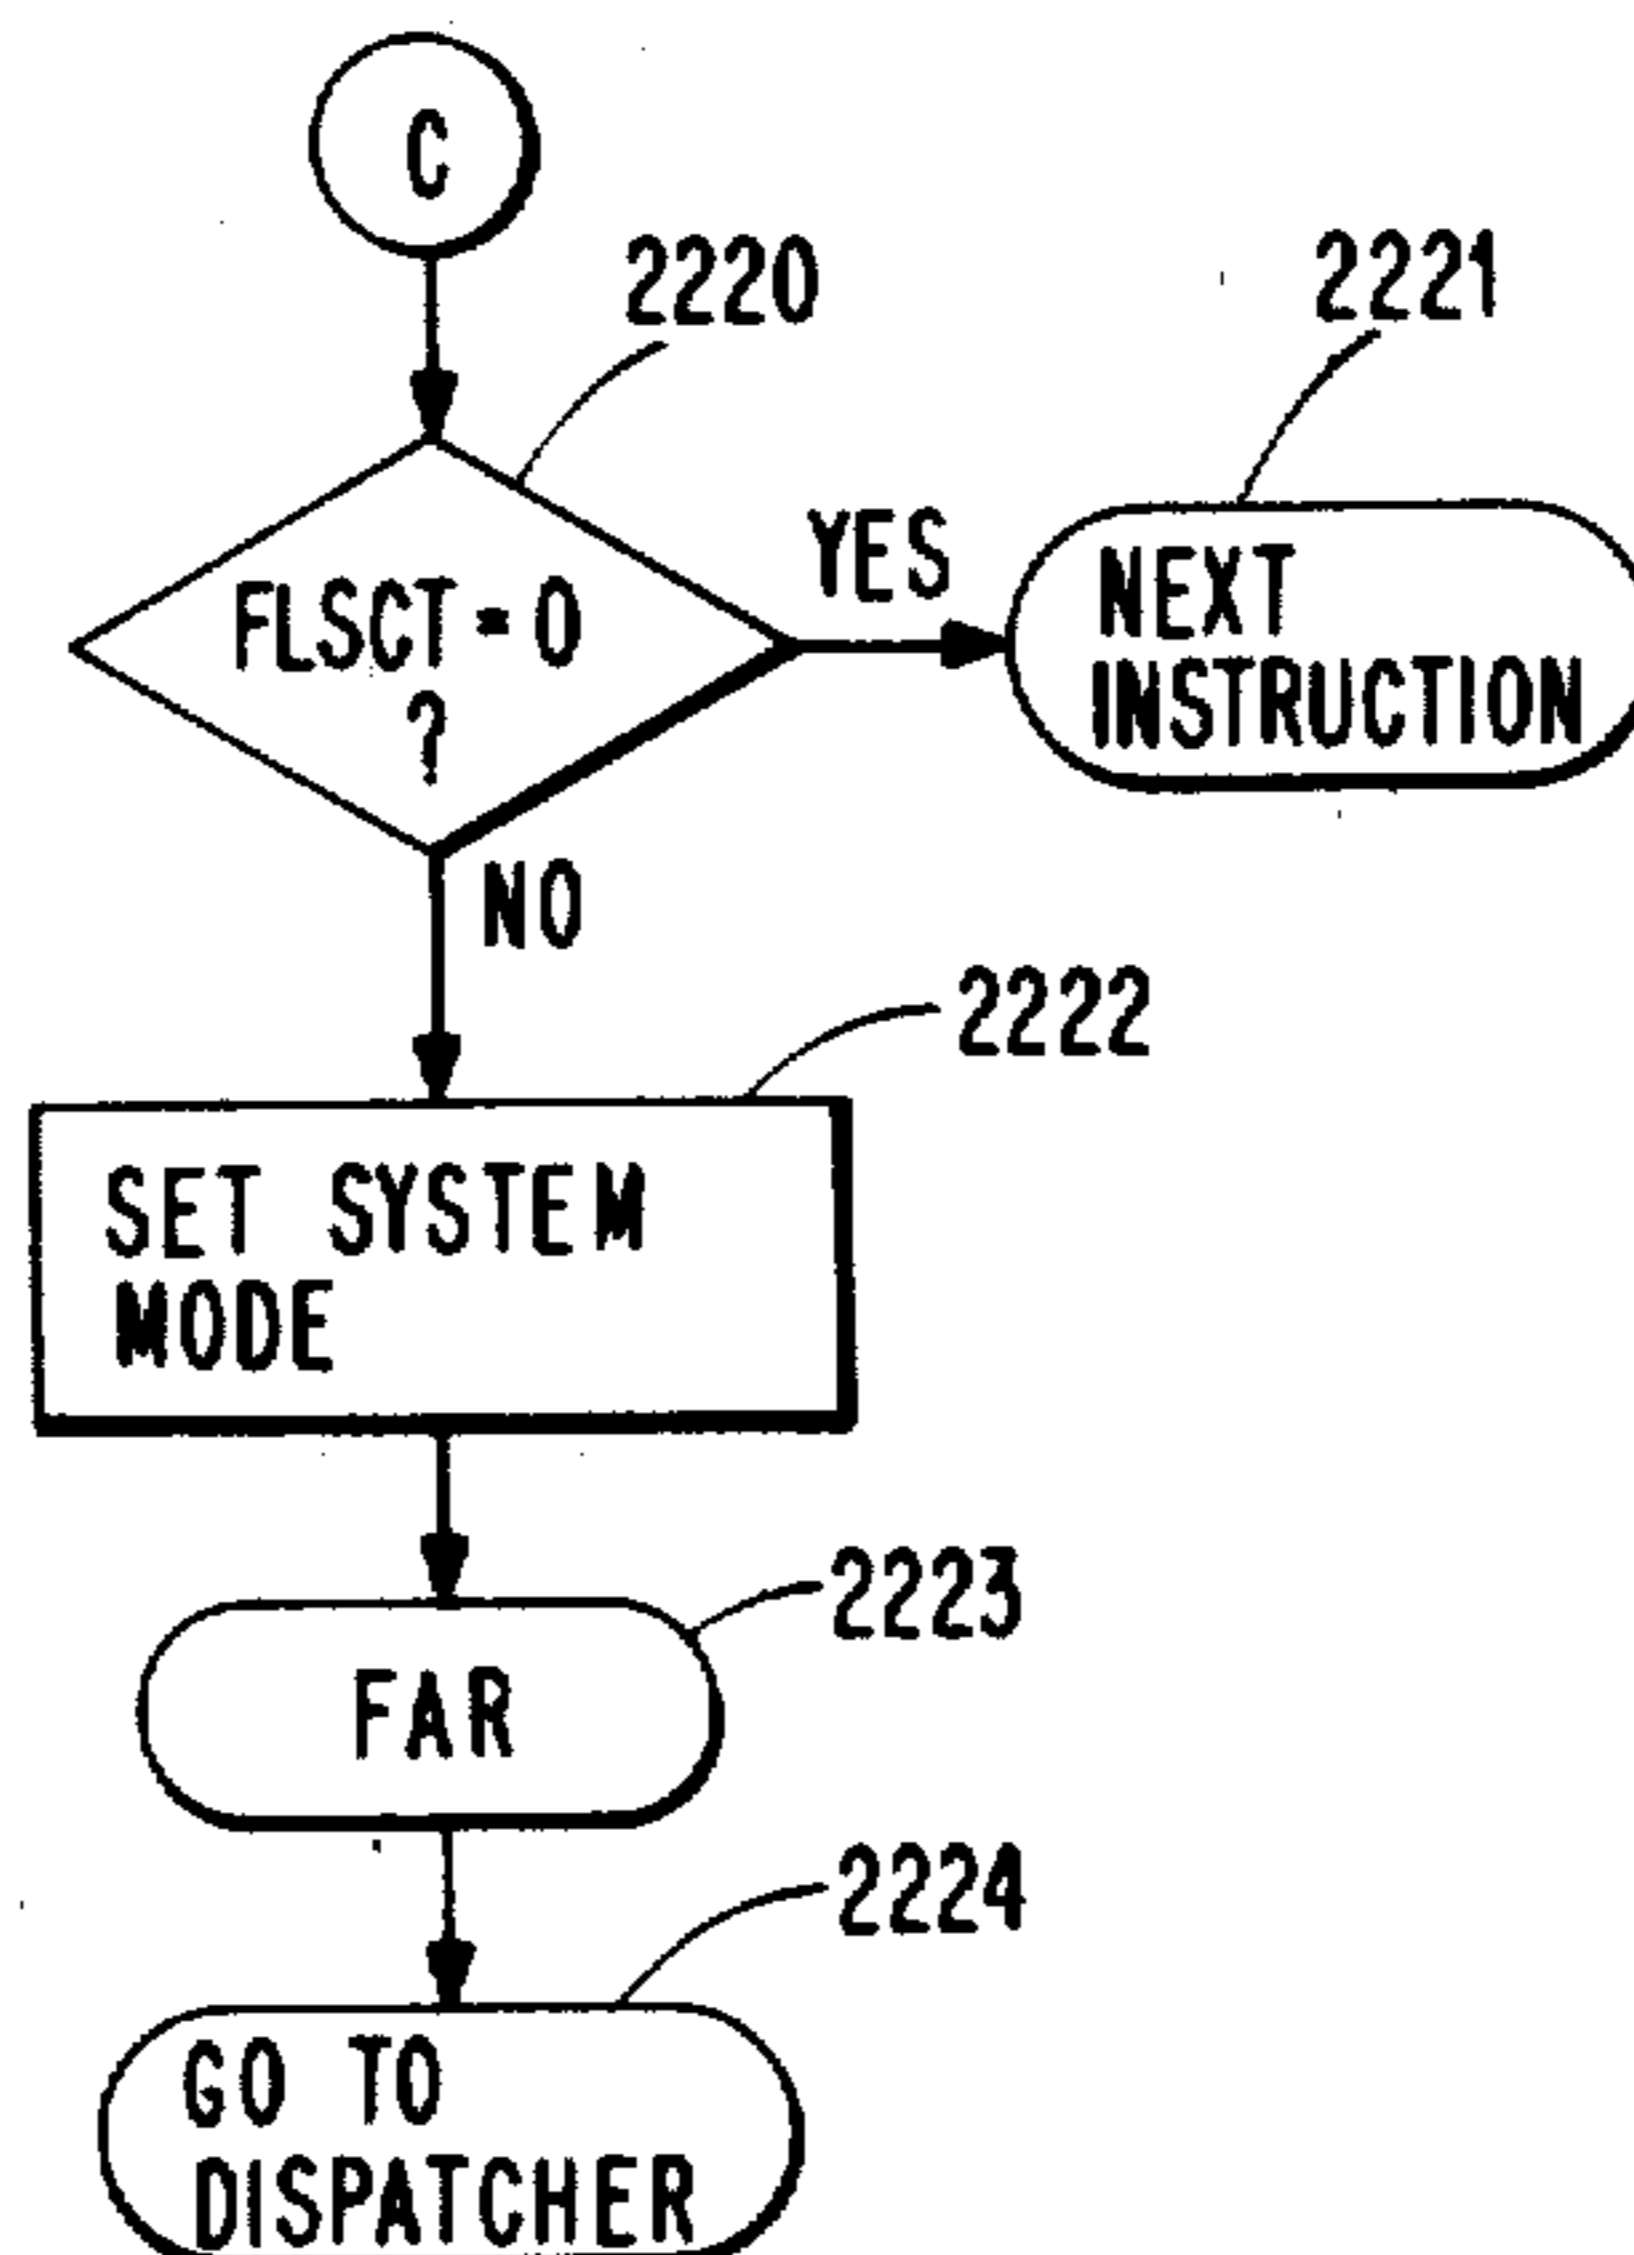 C
2220
2221
FLSCT = 0
?
YES
NEXT
INSTRUCTION
NO
2222
SET SYSTEM
MODE
2223
FAR
2224
GO TO
DISPATCHER